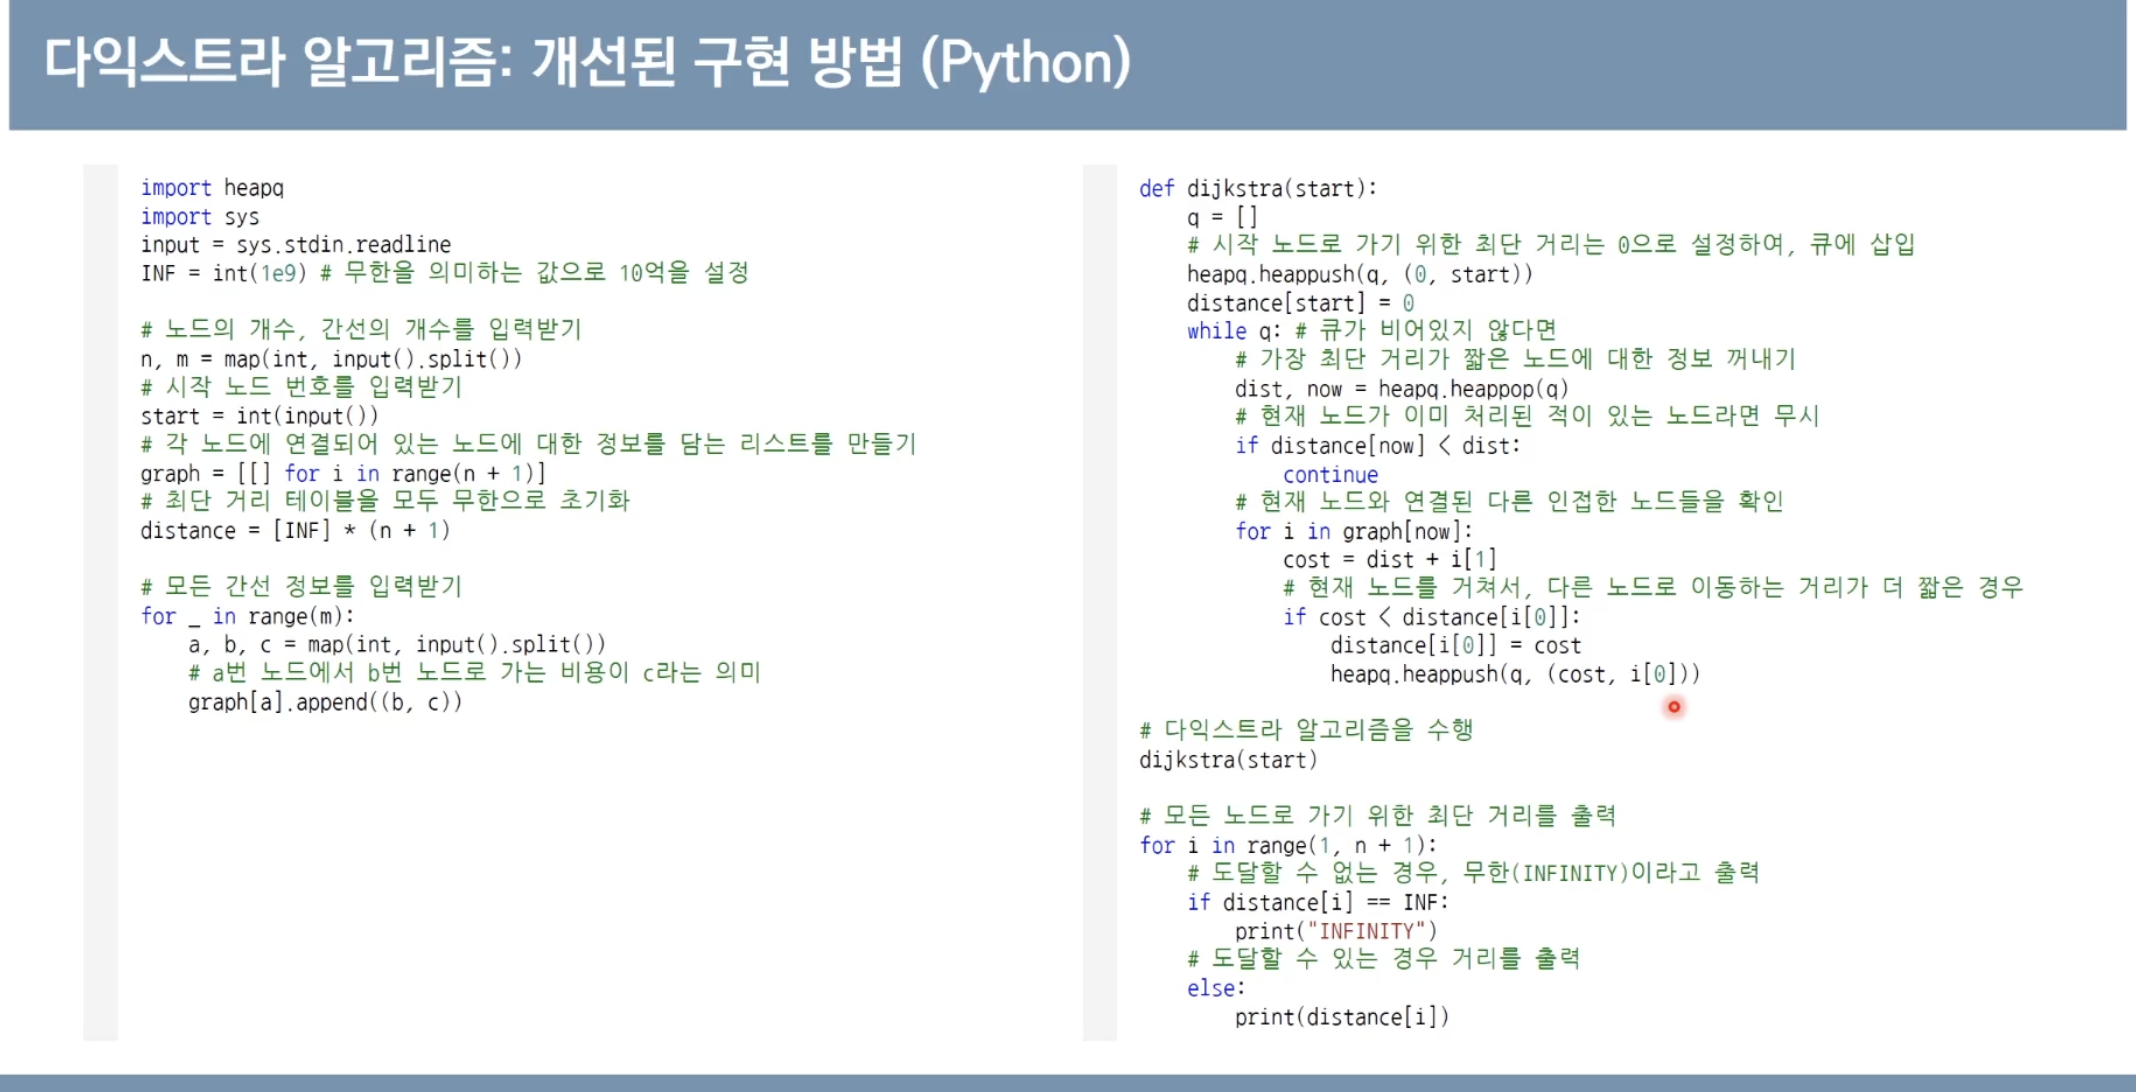 다익스트라 알고리즘: 개선된 구현 방법 (Python)
import heapq
import sys
input = sys.stdin.readline
INF = int(1e9) # 무한을 의미하는 값으로 10억을 설정

# 노드의 개수, 간선의 개수를 입력받기
n, m = map(int, input().split())
# 시작 노드 번호를 입력받기
start = int(input())
# 각 노드에 연결되어 있는 노드에 대한 정보를 담는 리스트를 만들기
graph = [[] for i in range(n + 1)]
# 최단 거리 테이블을 모두 무한으로 초기화
distance = [INF] * (n + 1)

# 모든 간선 정보를 입력받기
for _ in range(m):
    a, b, c = map(int, input().split())
    # a번 노드에서 b번 노드로 가는 비용이 c라는 의미
    graph[a].append((b, c))

def dijkstra(start):
    q = []
    # 시작 노드로 가기 위한 최단 거리는 0으로 설정하여, 큐에 삽입
    heapq.heappush(q, (0, start))
    distance[start] = 0
    while q: # 큐가 비어있지 않다면
        # 가장 최단 거리가 짧은 노드에 대한 정보 꺼내기
        dist, now = heapq.heappop(q)
        # 현재 노드가 이미 처리된 적이 있는 노드라면 무시
        if distance[now] < dist:
            continue
        # 현재 노드와 연결된 다른 인접한 노드들을 확인
        for i in graph[now]:
            cost = dist + i[1]
            # 현재 노드를 거쳐서, 다른 노드로 이동하는 거리가 더 짧은 경우
            if cost < distance[i[0]]:
                distance[i[0]] = cost
                heapq.heappush(q, (cost, i[0]))

# 다익스트라 알고리즘을 수행
dijkstra(start)

# 모든 노드로 가기 위한 최단 거리를 출력
for i in range(1, n + 1):
    # 도달할 수 없는 경우, 무한(INFINITY)이라고 출력
    if distance[i] == INF:
        print("INFINITY")
    # 도달할 수 있는 경우 거리를 출력
    else:
        print(distance[i])